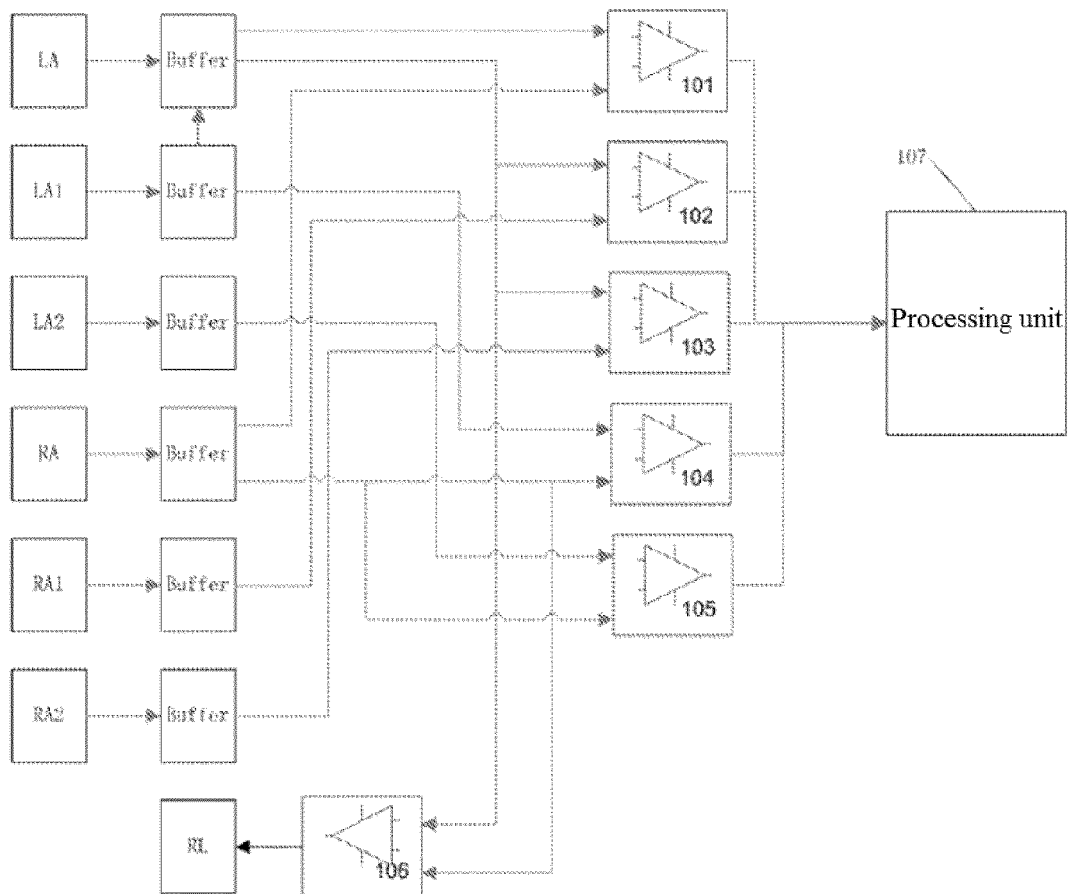 LA
Buffer
101
LA1
Buffer
102
107
LA2
Buffer
103
Processing unit
RA
Buffer
104
RA1
Buffer
105
RA2
Buffer
RL
106